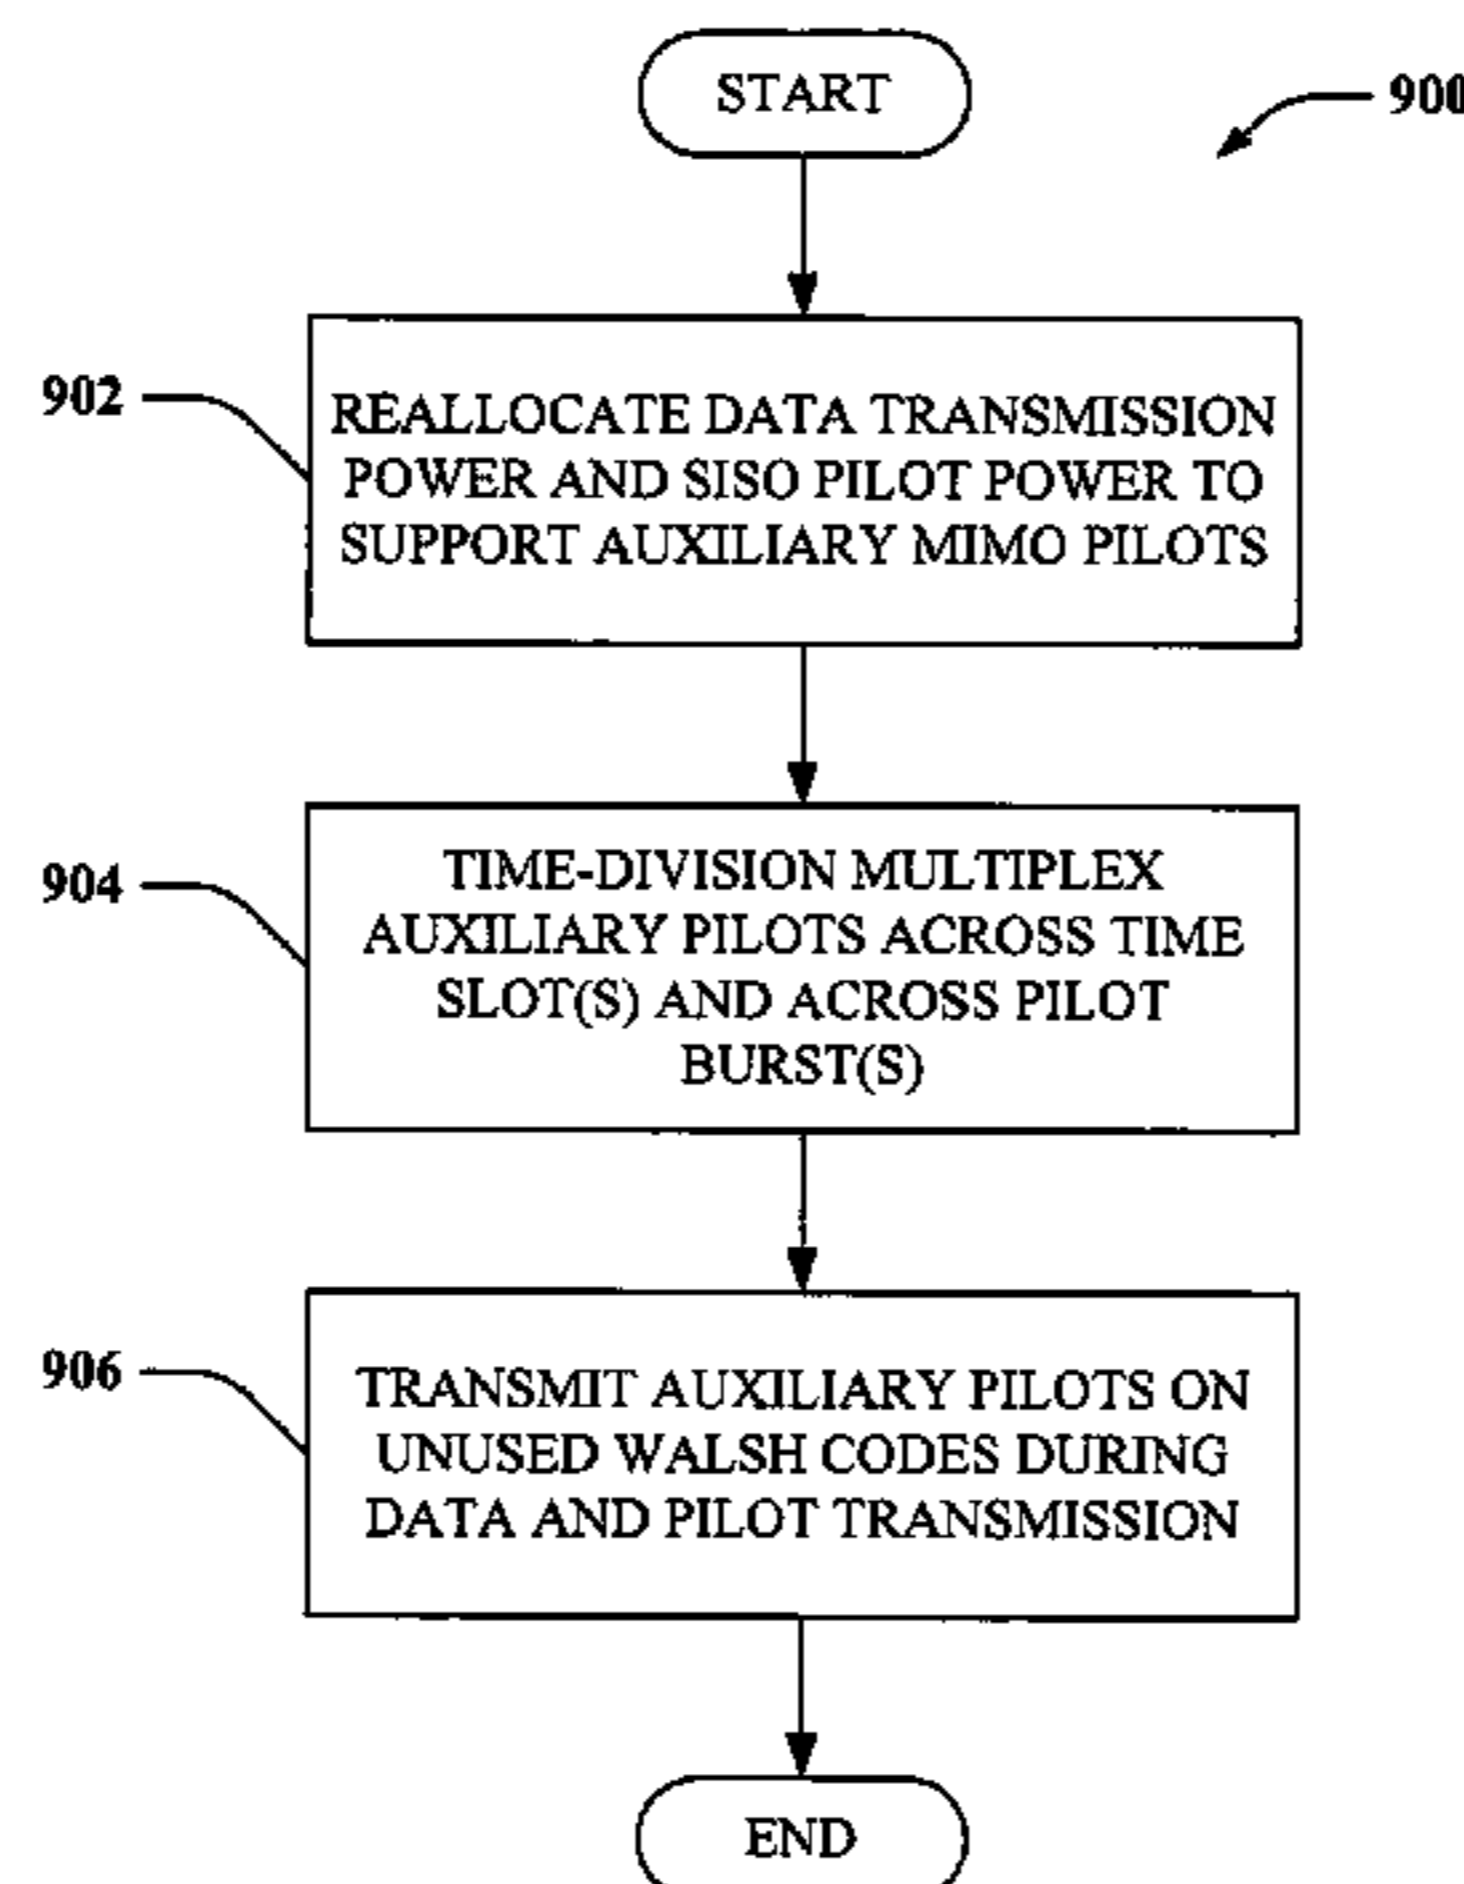 START
900
902
REALLOCATE DATA TRANSMISSION
POWER AND SISO PILOT POWER TO
SUPPORT AUXILIARY MIMO PILOTS
904
TIME-DIVISION MULTIPLEX
AUXILIARY PILOTS ACROSS TIME
SLOT(S) AND ACROSS PILOT
BURST(S)
906
TRANSMIT AUXILIARY PILOTS ON
UNUSED WALSH CODES DURING
DATA AND PILOT TRANSMISSION
END